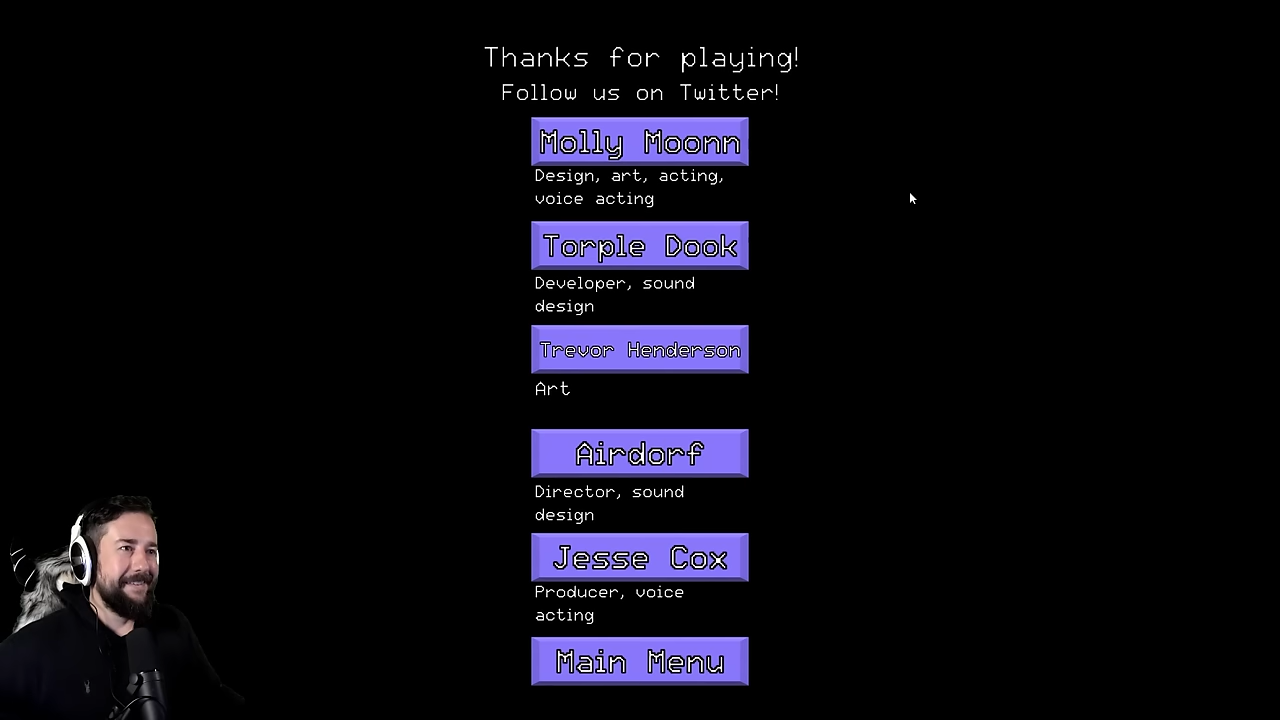 Thanks for playing!
Follow us on Twitter!
Molly Moonn
Design, art, acting,
voice acting
Torple Dook
Developer, sound
design
Trevor Henderson
Art
Airdorf
Director, sound
design
Jesse Cox
Producer, voice
acting
Main Menu